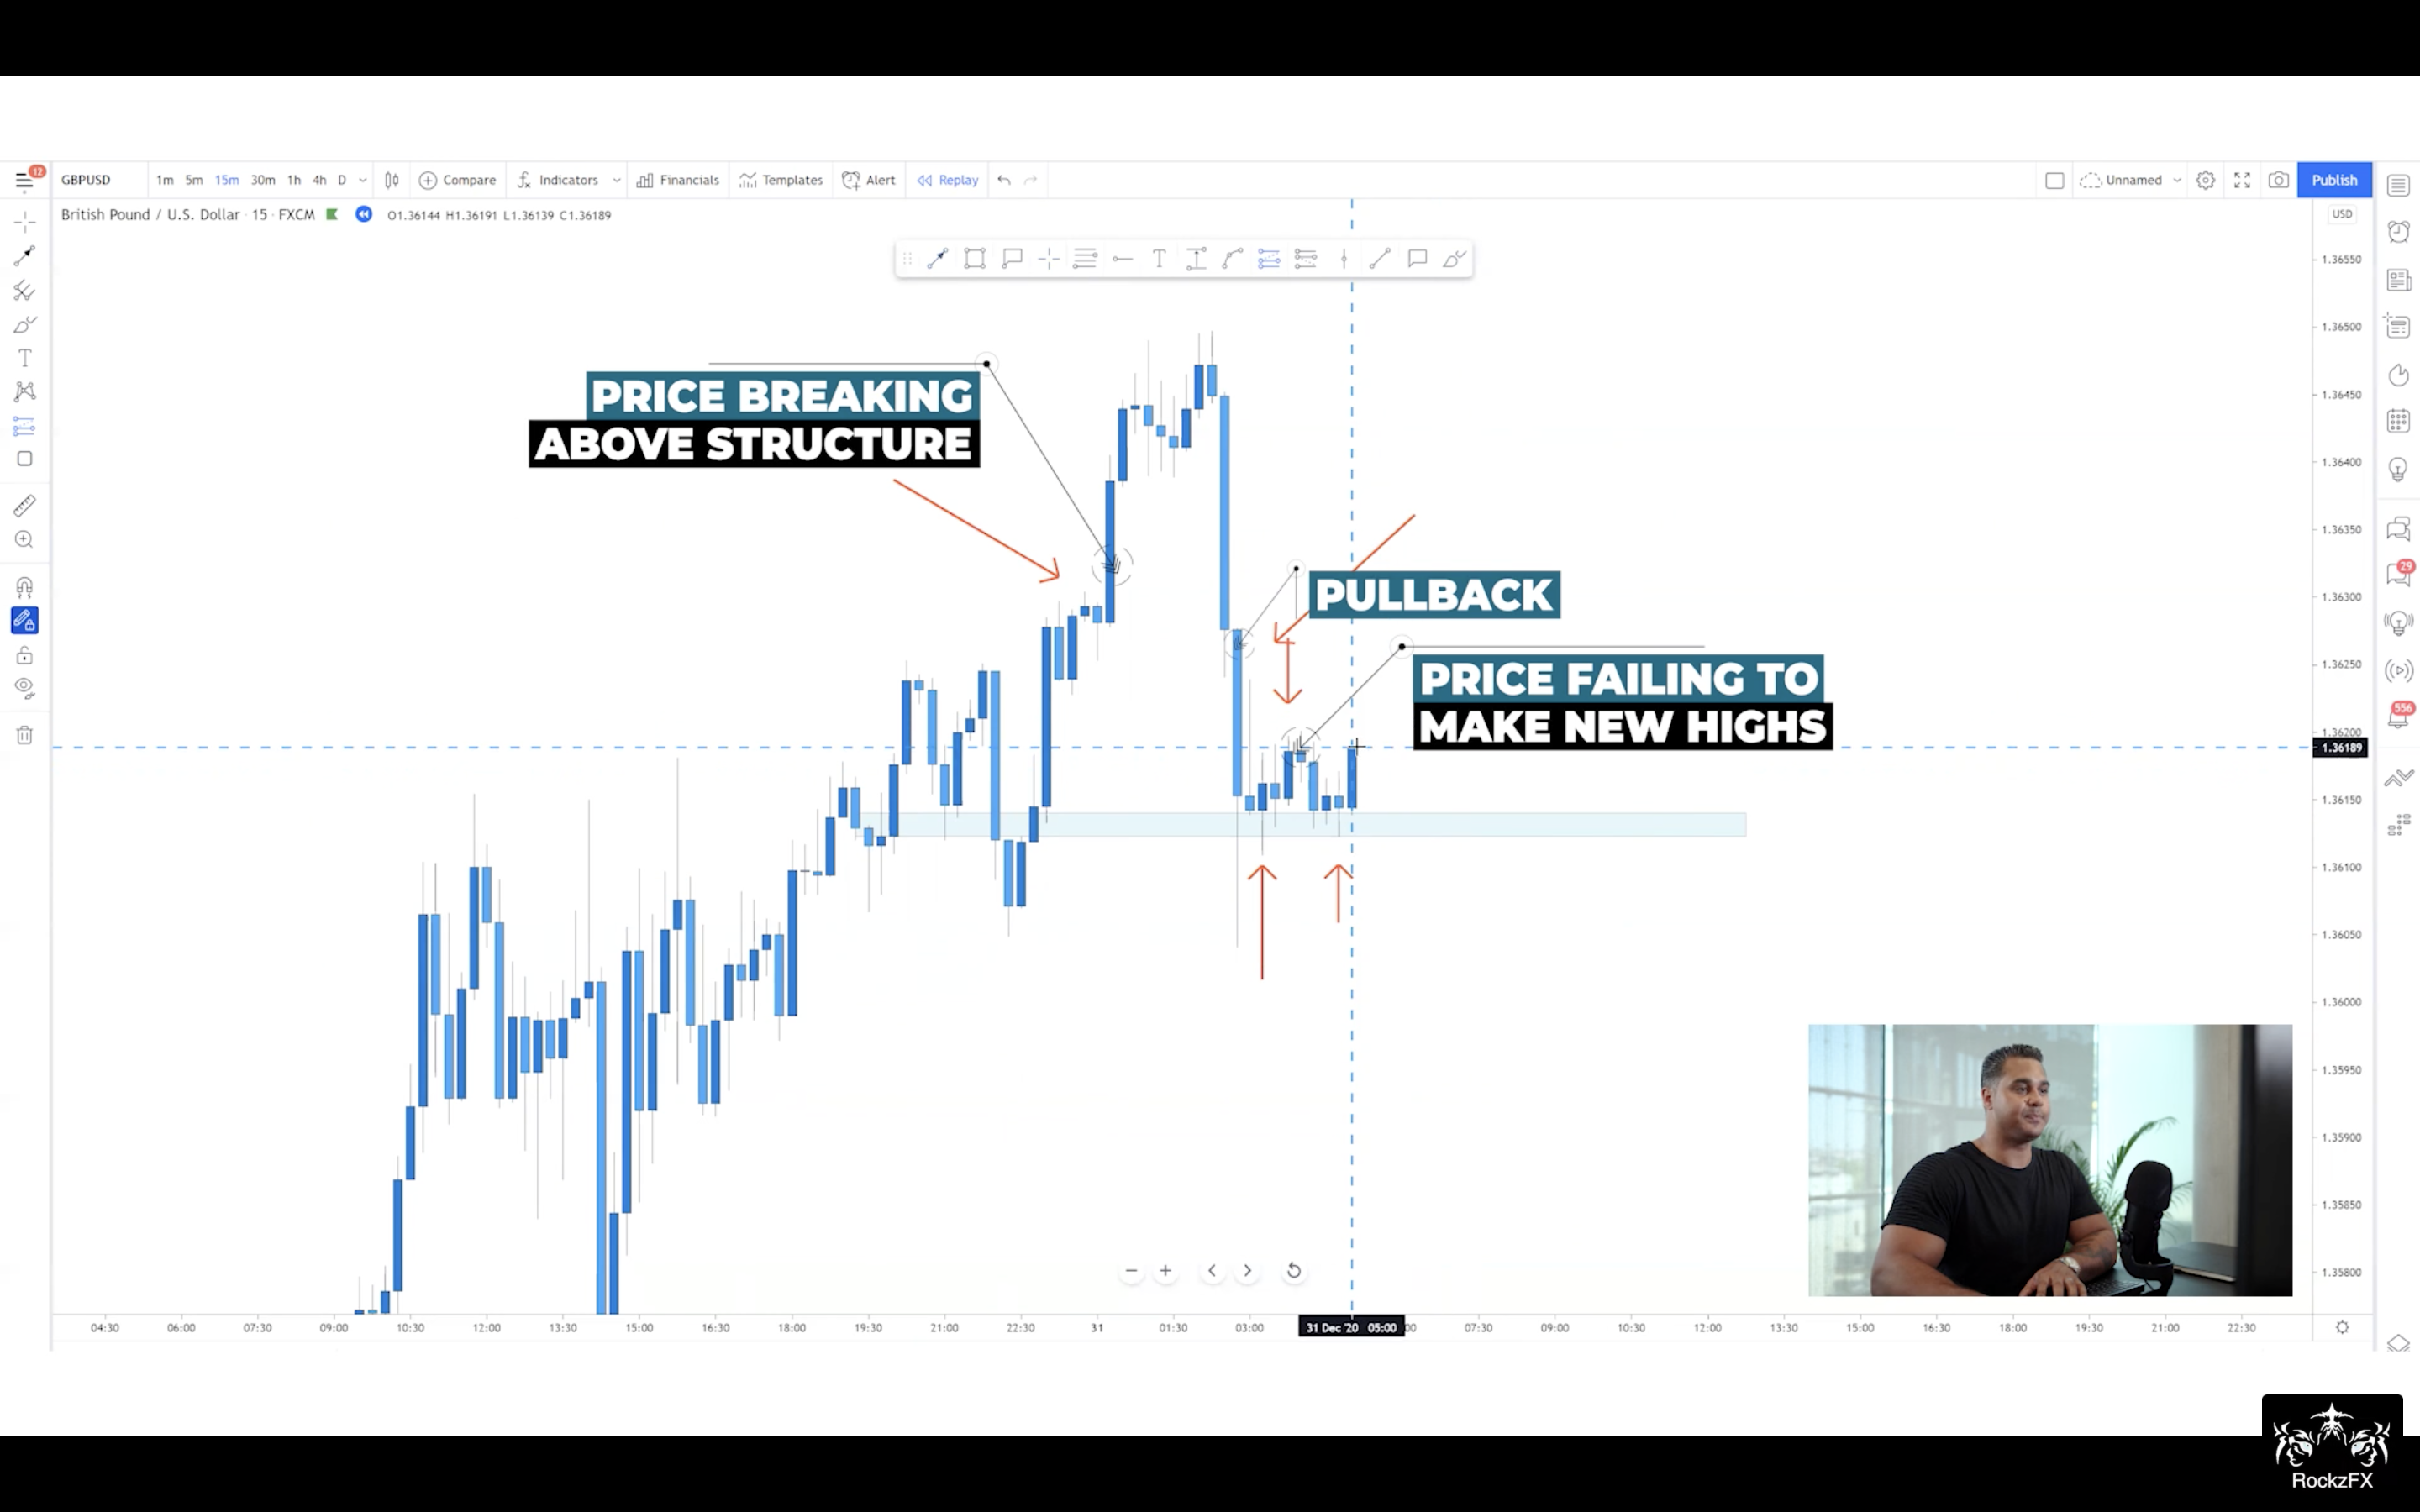 12
GBPUSD
1m 5m 15m 30m 1h 4h D Compare Indicators Financials Templates Alert Replay Unnamed Publish
British Pound / U.S. Dollar · 15 · FXCM O1.36144 H1.36191 L1.36139 C1.36189
USD
1.36550
1.36500
1.36450
1.36400
1.36350
1.36300
1.36250
1.36200
1.36189
1.36150
1.36100
1.36050
1.36000
1.35950
1.35900
1.35850
1.35800
PRICE BREAKING
ABOVE STRUCTURE
PULLBACK
PRICE FAILING TO
MAKE NEW HIGHS
29
556
04:30 06:00 07:30 09:00 10:30 12:00 13:30 15:00 16:30 18:00 19:30 21:00 22:30 31 01:30 03:00 31 Dec '20 05:00 00 07:30 09:00 10:30 12:00 13:30 15:00 16:30 18:00 19:30 21:00 22:30
RockzFX